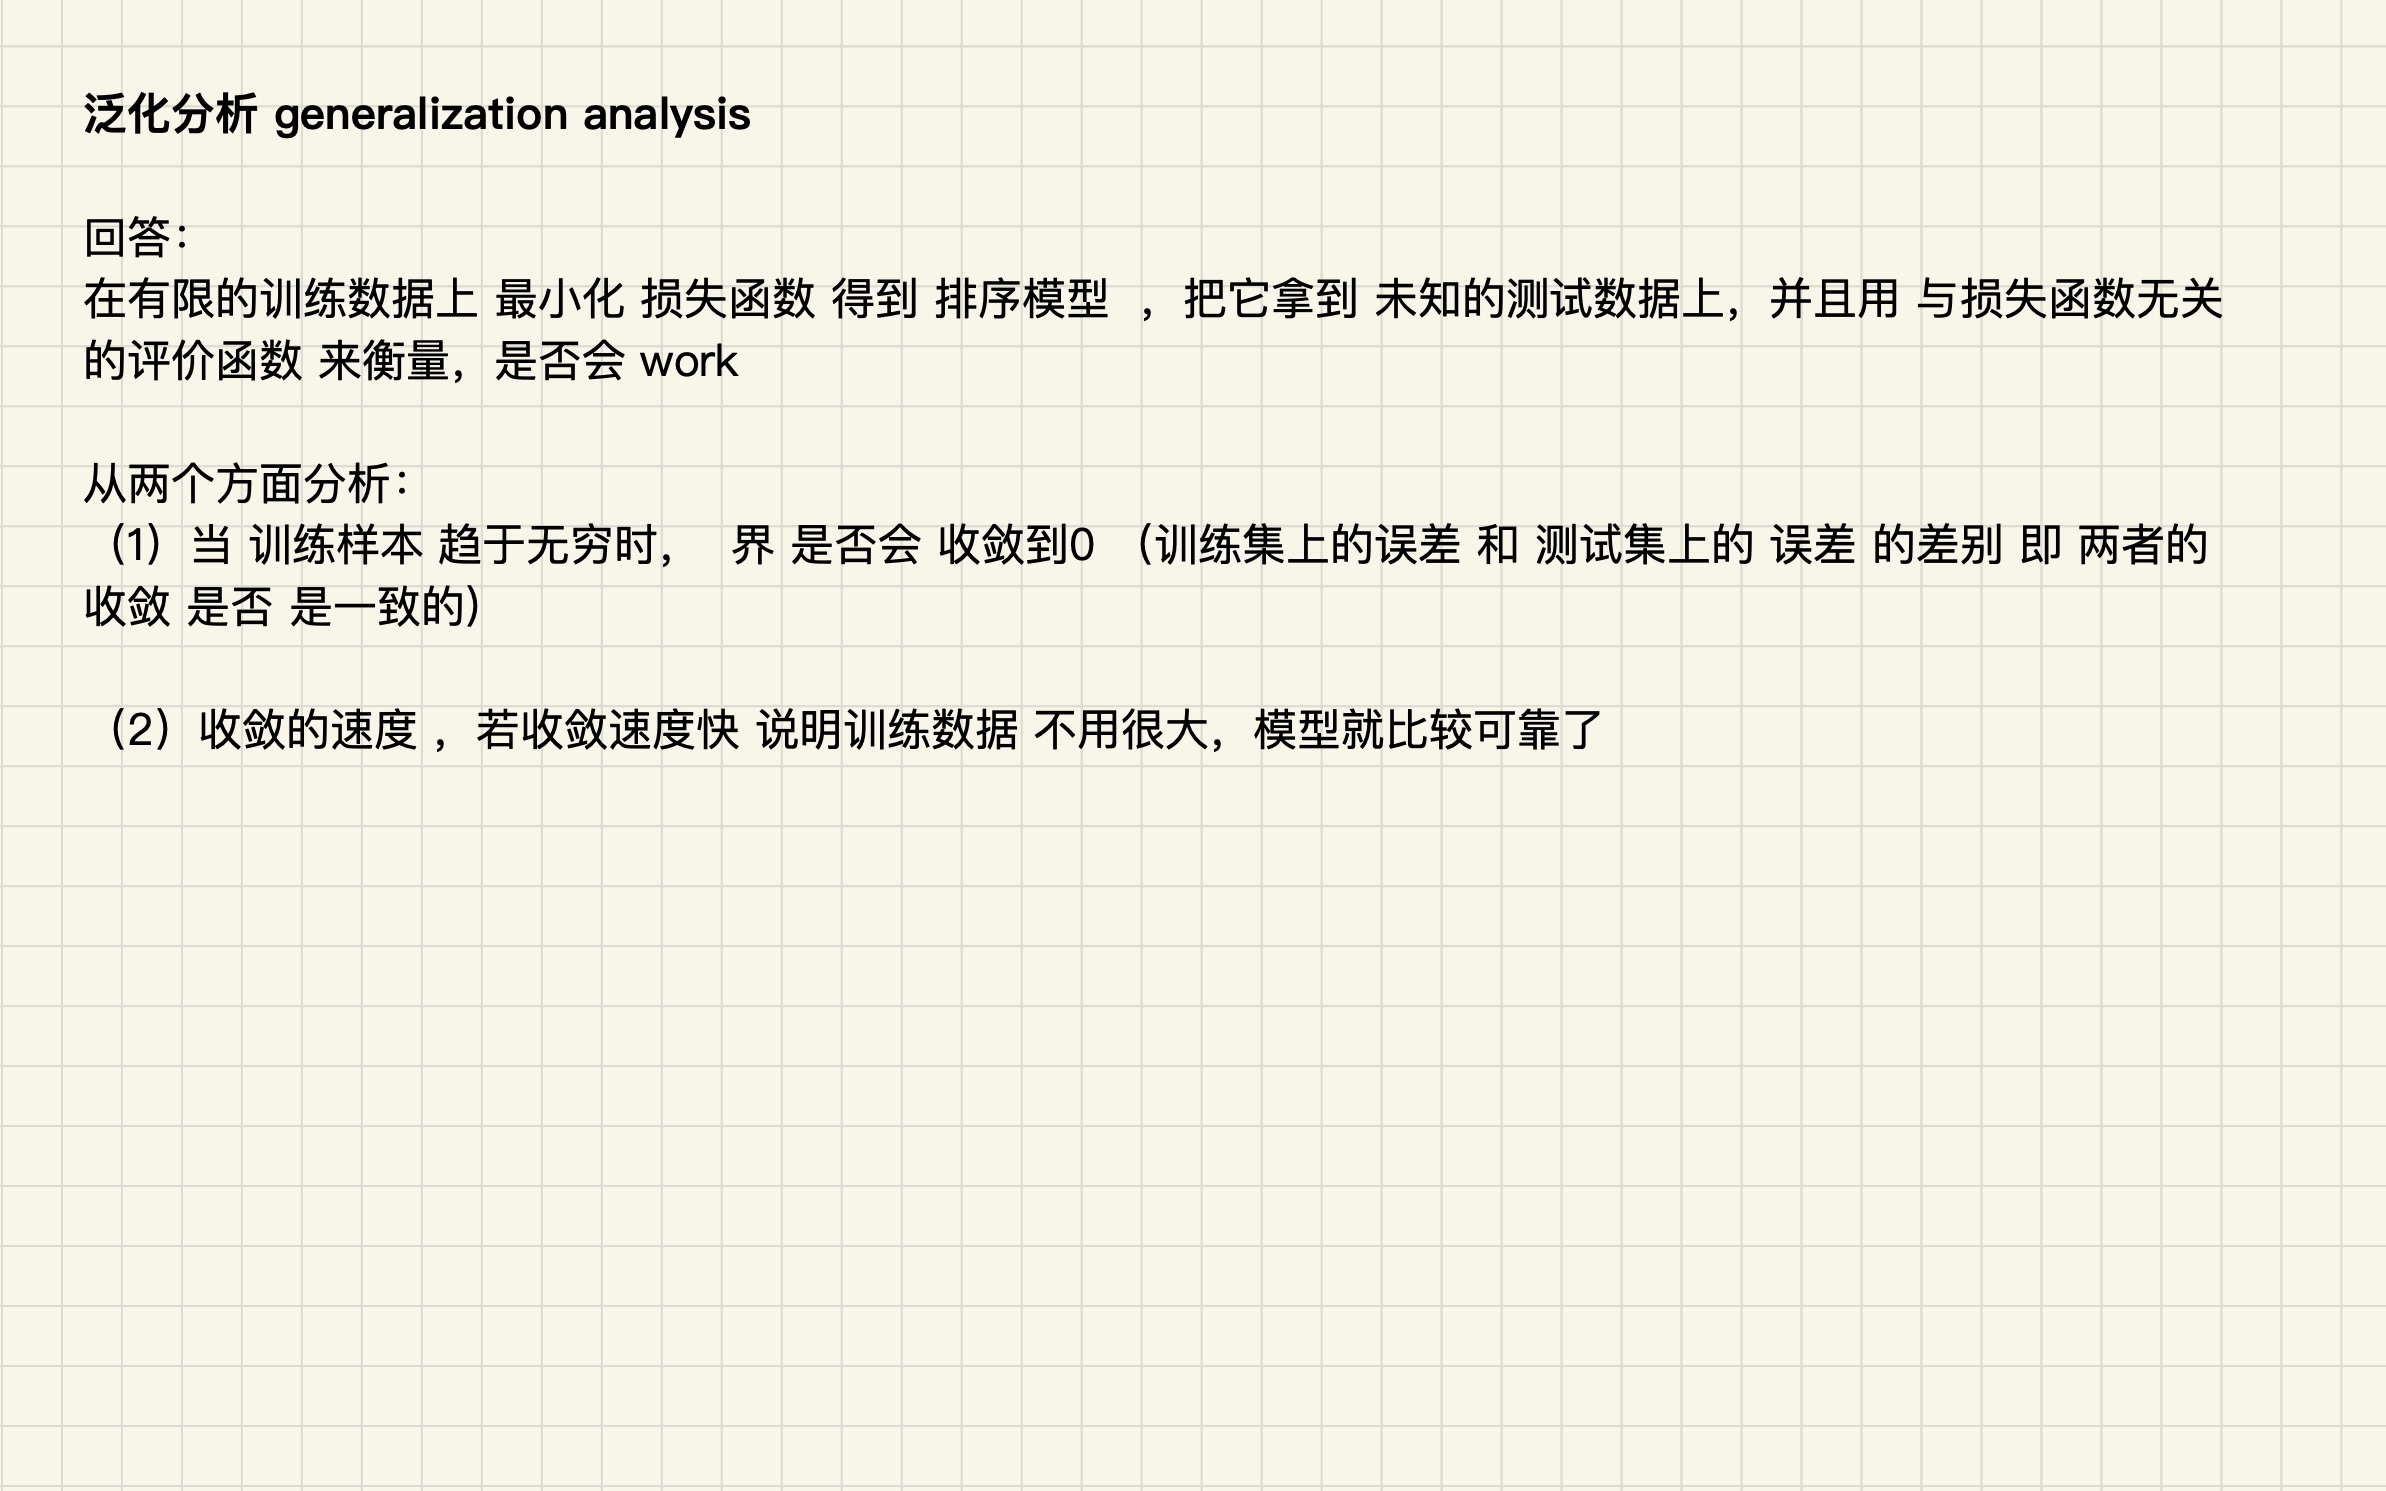 泛化分析 generalization analysis
回答：
在有限的训练数据上 最小化 损失函数 得到 排序模型 ，把它拿到 未知的测试数据上，并且用 与损失函数无关
的评价函数 来衡量，是否会 work
从两个方面分析：
（1）当 训练样本 趋于无穷时， 界 是否会 收敛到0 （训练集上的误差 和 测试集上的 误差 的差别 即 两者的
收敛 是否 是一致的）
（2）收敛的速度 ，若收敛速度快 说明训练数据 不用很大，模型就比较可靠了